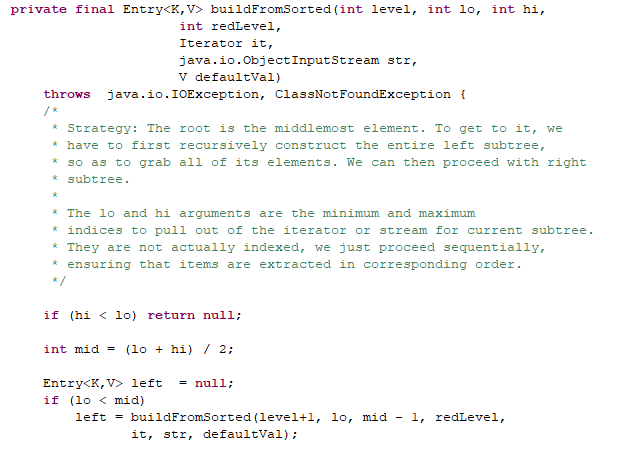 private final Entry<K,V> buildFromSorted(int level, int lo, int hi,
int redLevel,
Iterator it,
java.io.ObjectInputStream str,
V defaultVal)
throws  java.io.IOException, ClassNotFoundException {
/*
* Strategy: The root is the middlemost element. To get to it, we
* have to first recursively construct the entire left subtree,
* so as to grab all of its elements. We can then proceed with right
* subtree.
*
* The lo and hi arguments are the minimum and maximum
* indices to pull out of the iterator or stream for current subtree.
* They are not actually indexed, we just proceed sequentially,
* ensuring that items are extracted in corresponding order.
*/
if (hi < lo) return null;
int mid = (lo + hi) / 2;
Entry<K,V> left  = null;
if (lo < mid)
left = buildFromSorted(level+1, lo, mid - 1, redLevel,
it, str, defaultVal);